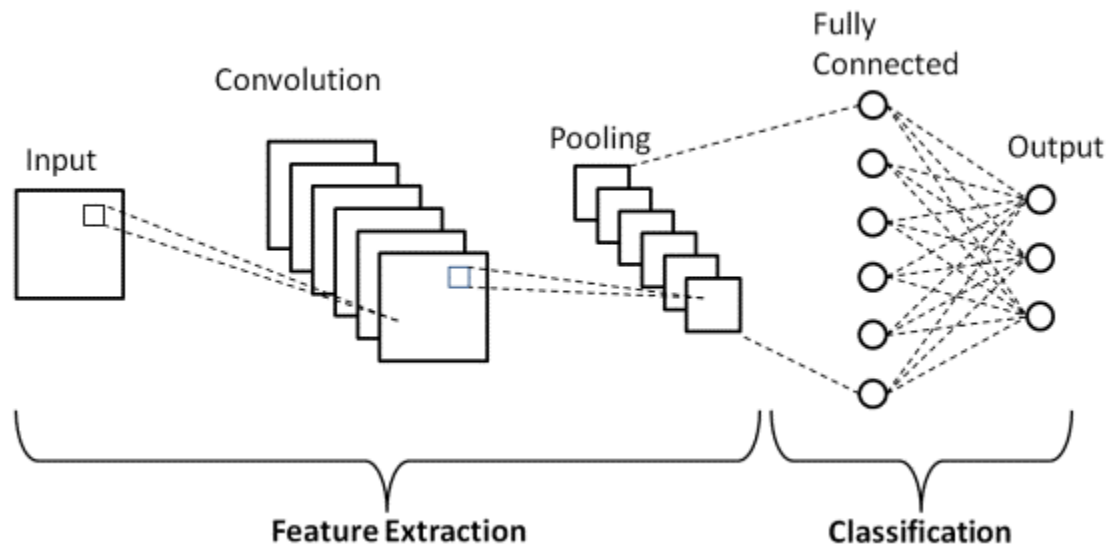 Input
Convolution
Pooling
Fully
Connected
Output
Feature Extraction
Classification